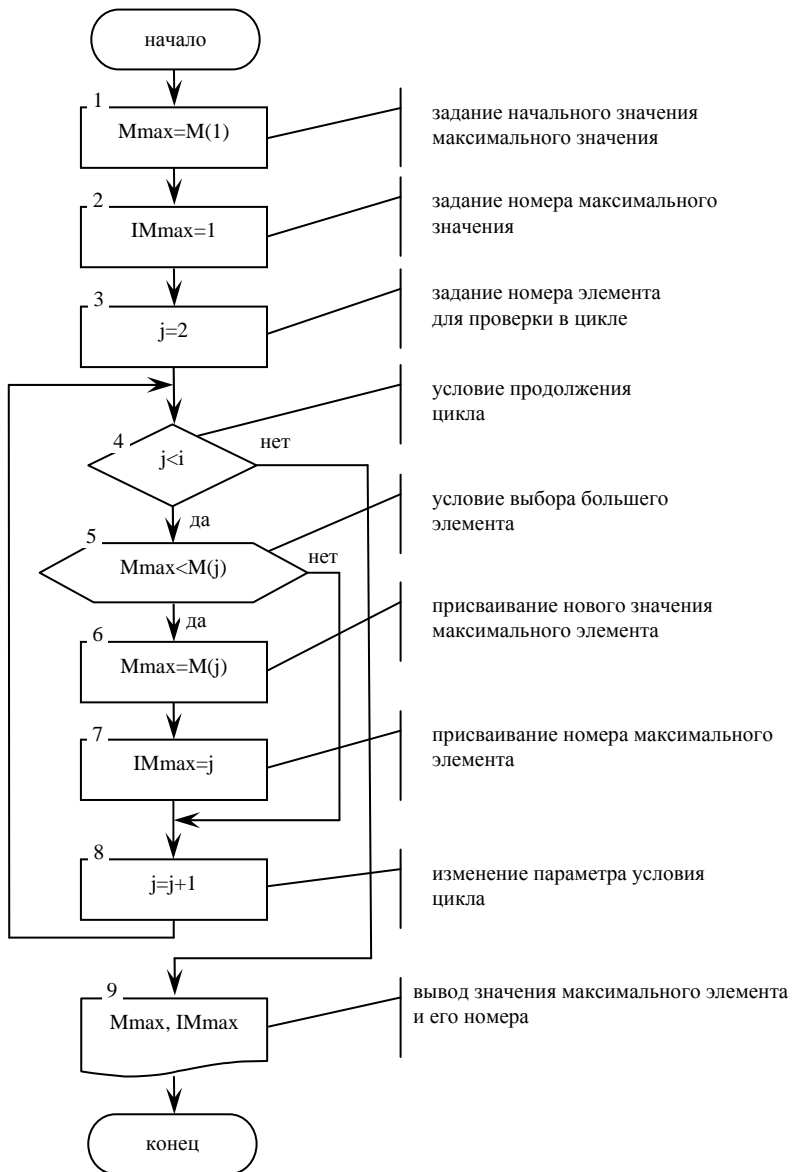 начало
1
Mmax=M(1)
задание начального значения
максимального значения
2
IMmax=1
задание номера максимального
значения
3
j=2
задание номера элемента
для проверки в цикле
условие продолжения
цикла
4
j<i
нет
да
условие выбора большего
элемента
5
Mmax<M(j)
нет
да
присваивание нового значения
максимального элемента
6
Mmax=M(j)
7
IMmax=j
присваивание номера максимального
элемента
8
j=j+1
изменение параметра условия
цикла
9
Mmax, IMmax
вывод значения максимального элемента
и его номера
конец